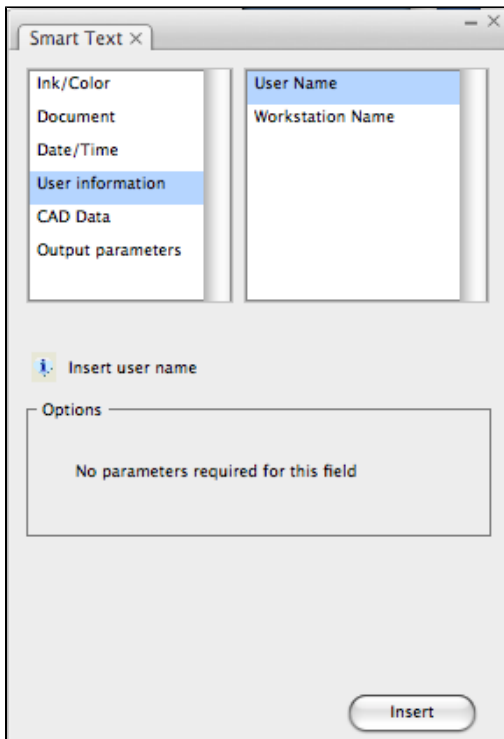 Smart Text
Ink/Color
Document
Date/Time
User information
CAD Data
Output parameters
User Name
Workstation Name
Insert user name
Options
No parameters required for this field
Insert